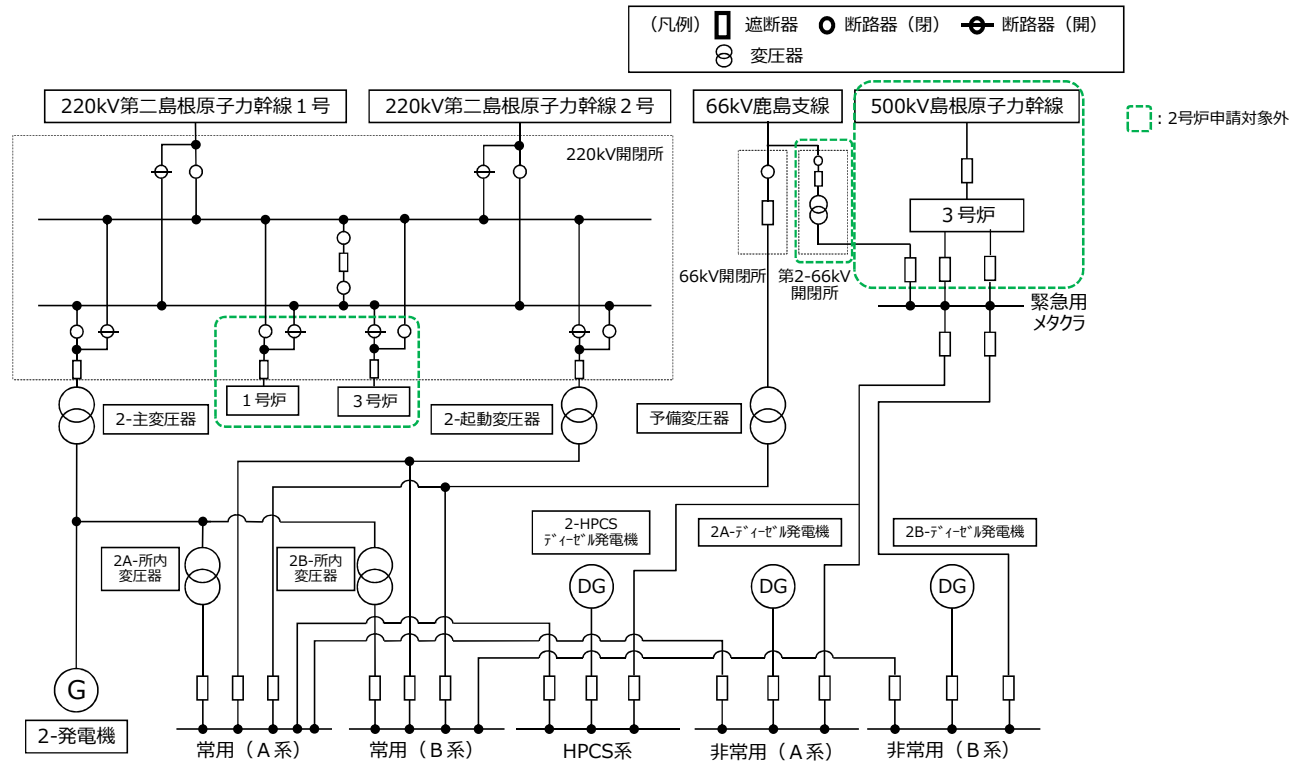 (凡例) 遮断器 断路器（閉） 断路器（開）
変圧器
220kV第二島根原子力幹線１号
220kV第二島根原子力幹線２号
66kV鹿島支線
500kV島根原子力幹線
：2号炉申請対象外
220kV開閉所
３号炉
66kV開閉所
第2-66kV
開閉所
緊急用
メタクラ
１号炉
３号炉
2-主変圧器
2-起動変圧器
予備変圧器
2A-所内
変圧器
2B-所内
変圧器
2-HPCS
ﾃﾞｨｰｾﾞﾙ発電機
2A-ﾃﾞｨｰｾﾞﾙ発電機
2B-ﾃﾞｨｰｾﾞﾙ発電機
DG
DG
DG
G
2-発電機
常用（Ａ系）
常用（Ｂ系）
HPCS系
非常用（Ａ系）
非常用（Ｂ系）